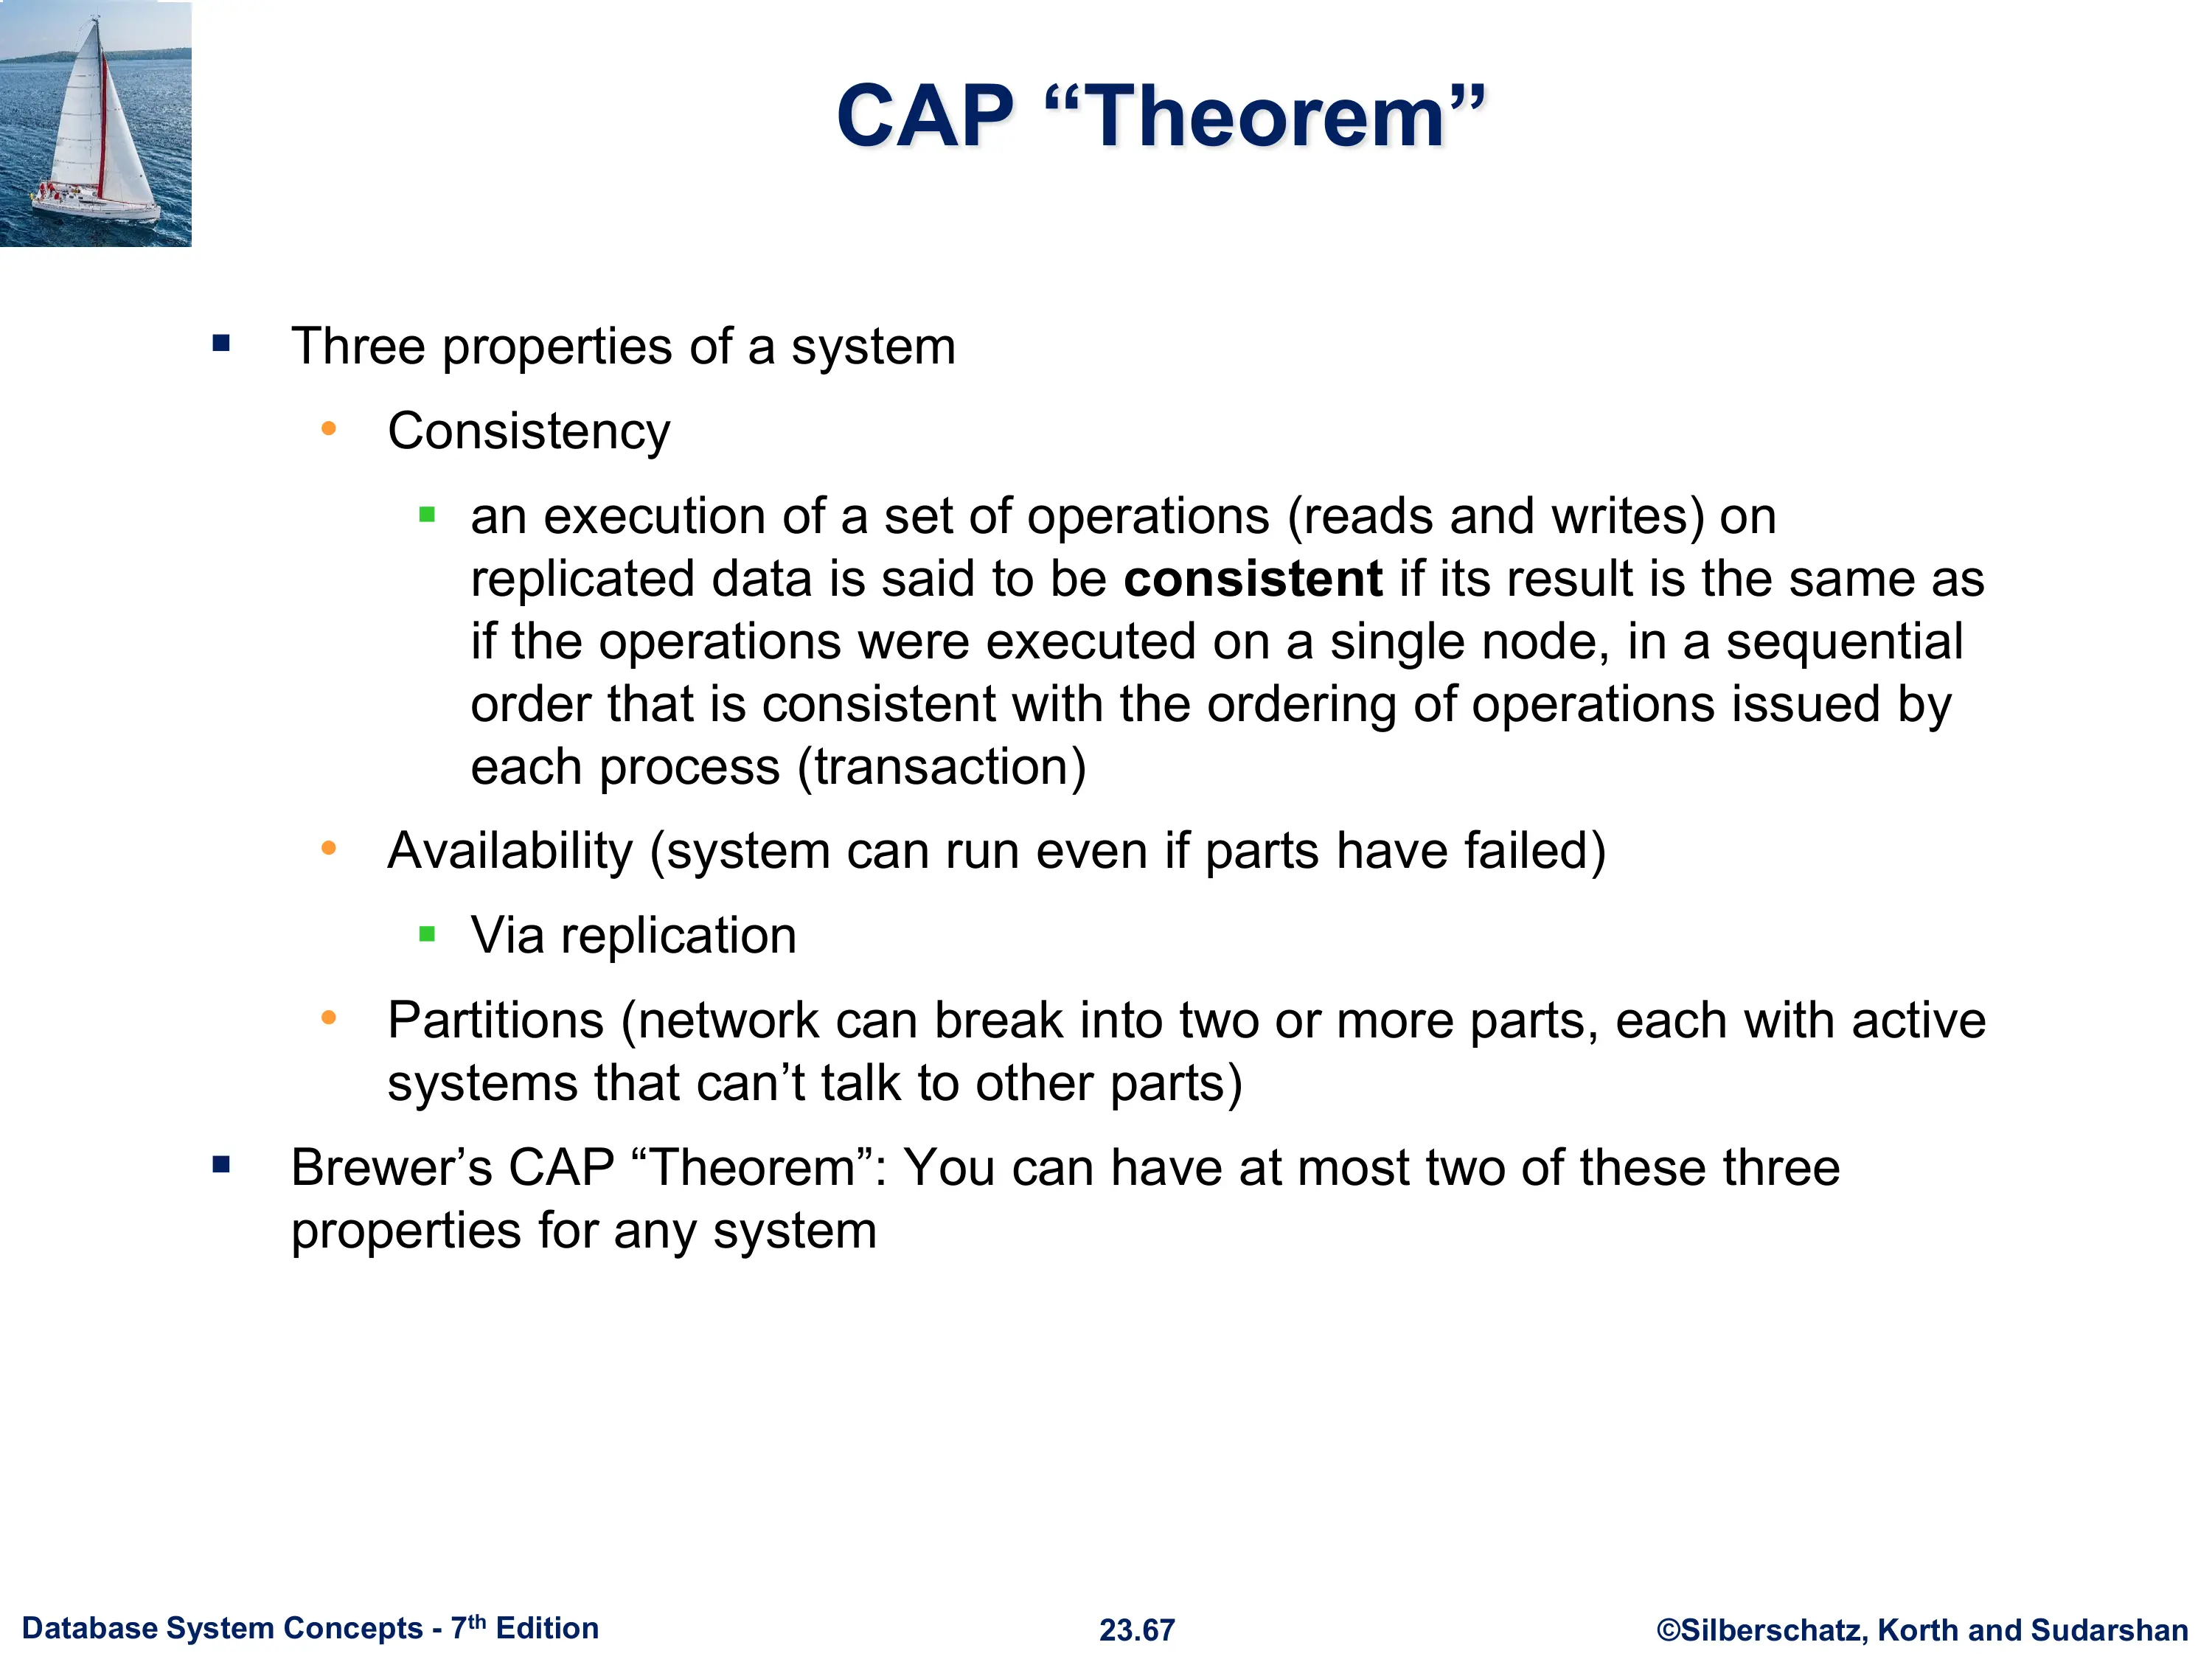 CAP “Theorem”
Three properties of a system
Consistency
an execution of a set of operations (reads and writes) on
replicated data is said to be consistent if its result is the same as
if the operations were executed on a single node, in a sequential
order that is consistent with the ordering of operations issued by
each process (transaction)
Availability (system can run even if parts have failed)
Via replication
Partitions (network can break into two or more parts, each with active
systems that can’t talk to other parts)
Brewer’s CAP “Theorem”: You can have at most two of these three
properties for any system
Database System Concepts - 7th Edition
23.67
©Silberschatz, Korth and Sudarshan